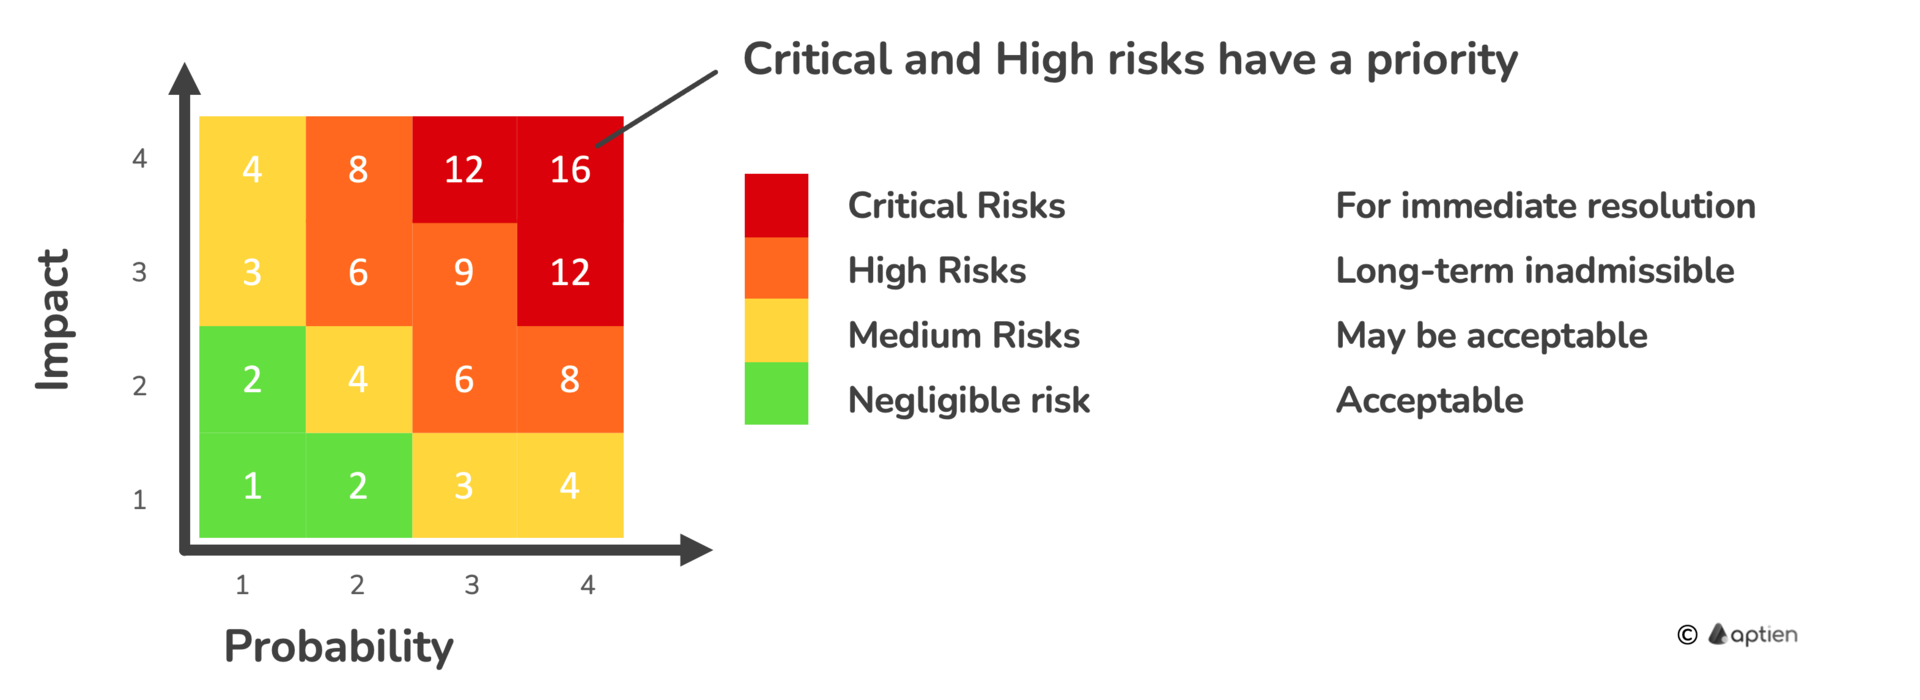 Critical and High risks have a priority
Impact
4
4 8 12 16
3
3 6 9 12
2
2 4 6 8
1
1 2 3 4
1 2 3 4
Probability
Critical Risks For immediate resolution
High Risks Long-term inadmissible
Medium Risks May be acceptable
Negligible risk Acceptable
© aptien